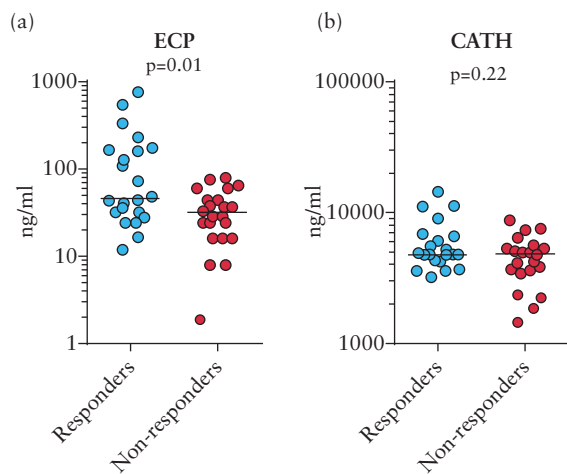 (a)
ECP
p=0.01
1000
100
10
1
ng/ml
Responders
Non-responders
(b)
CATH
p=0.22
100000
10000
1000
ng/ml
Responders
Non-responders